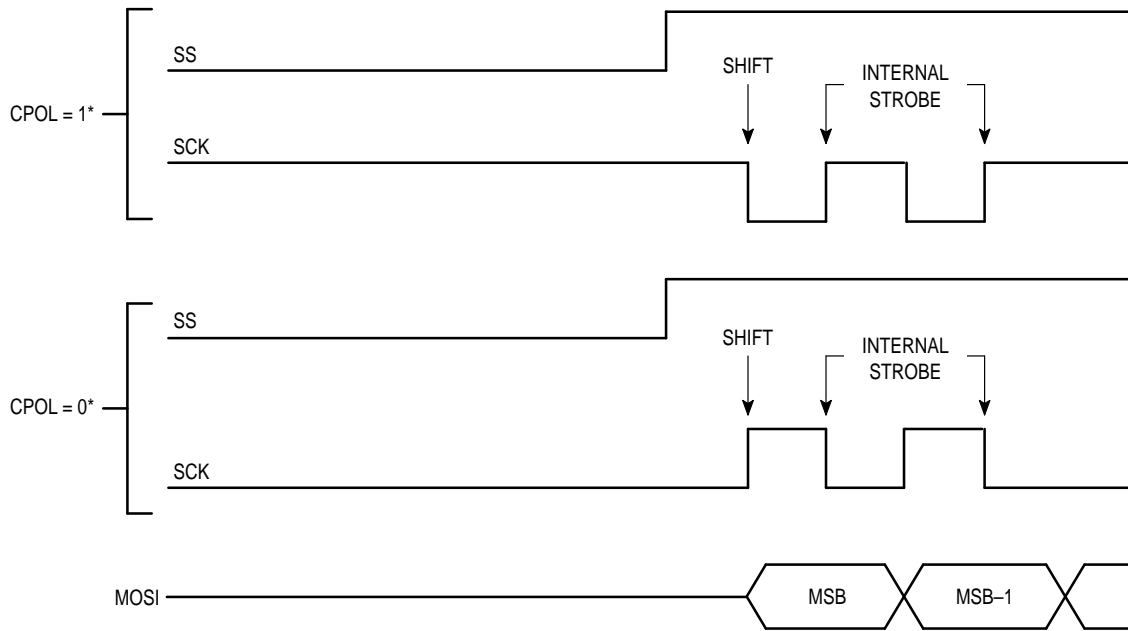 SS
SHIFT
INTERNAL
STROBE
CPOL = 1*
SCK
SS
SHIFT
INTERNAL
STROBE
CPOL = 0*
SCK
MOSI
MSB
MSB–1